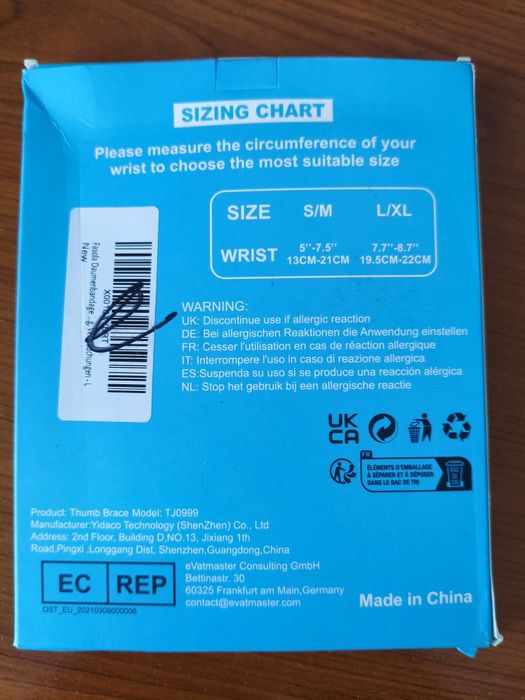 SIZING CHART
Please measure the circumference of your
wrist to choose the most suitable size
SIZE S/M L/XL
WRIST 5''-7.5'' 7.7''-8.7''
13CM-21CM 19.5CM-22CM
Fasola Daumenbandage
New
WARNING:
UK: Discontinue use if allergic reaction
DE: Bei allergischen Reaktionen die Anwendung einstellen
FR: Cesser l'utilisation en cas de réaction allergique
IT: Interrompere l'uso in caso di reazione allergica
ES:Suspenda su uso si se produce una reacción alérgica
NL: Stop het gebruik bij een allergische reactie
UK
CA
FR
ÉLÉMENTS D'EMBALLAGE
À SÉPARER ET À DÉPOSER
DANS LE BAC DE TRI
BAC
DE TRI
Product: Thumb Brace Model: TJ0999
Manufacturer:Yidaco Technology (ShenZhen) Co., Ltd
Address: 2nd Floor, Building D,NO.13, Jixiang 1th
Road,Pingxi ,Longgang Dist, Shenzhen,Guangdong,China
EC REP
eVatmaster Consulting GmbH
Bettinastr. 30
60325 Frankfurt am Main,Germany
contact@evatmaster.com
OST_EU_20210309000006
Made in China